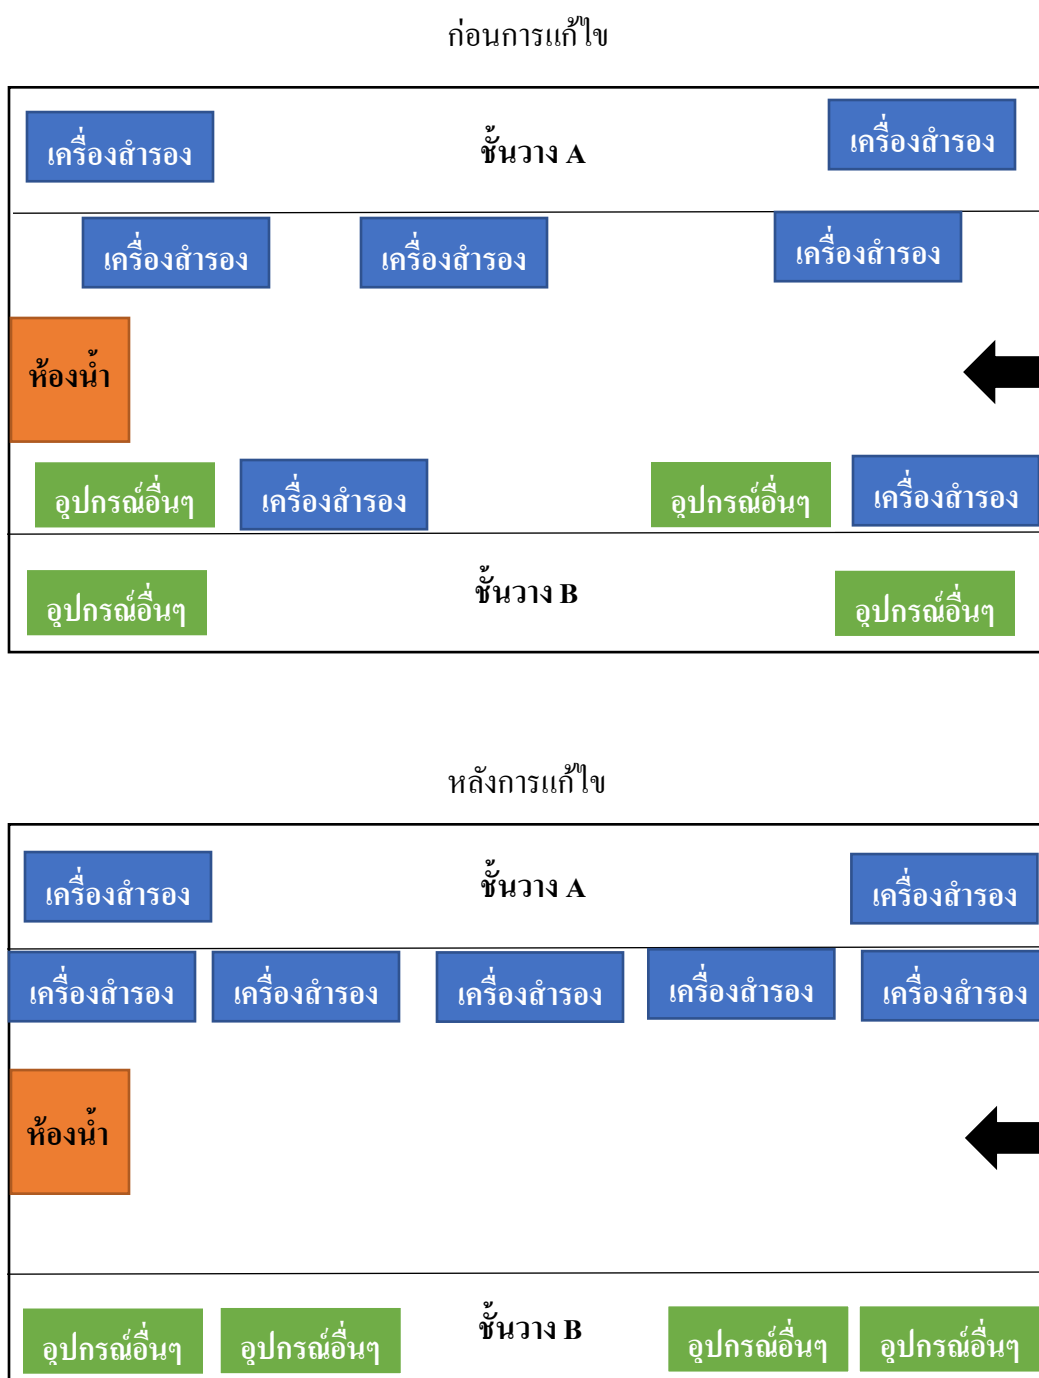 ก่อนการแก้ไข
เครื่องสำรอง
ชั้นวาง A
เครื่องสำรอง
เครื่องสำรอง
เครื่องสำรอง
เครื่องสำรอง
ห้องน้ำ
อุปกรณ์อื่นๆ
เครื่องสำรอง
อุปกรณ์อื่นๆ
เครื่องสำรอง
อุปกรณ์อื่นๆ
ชั้นวาง B
อุปกรณ์อื่นๆ
หลังการแก้ไข
เครื่องสำรอง
ชั้นวาง A
เครื่องสำรอง
เครื่องสำรอง
เครื่องสำรอง
เครื่องสำรอง
เครื่องสำรอง
เครื่องสำรอง
ห้องน้ำ
อุปกรณ์อื่นๆ
อุปกรณ์อื่นๆ
ชั้นวาง B
อุปกรณ์อื่นๆ
อุปกรณ์อื่นๆ